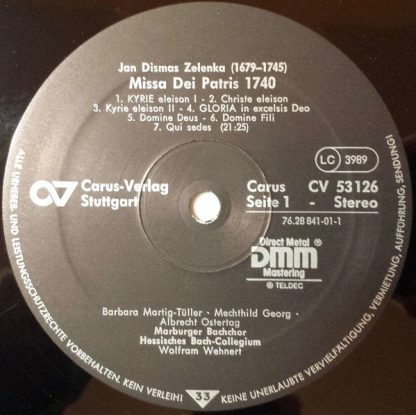 Jan Dismas Zelenka (1679–1745)
Missa Dei Patris 1740
1. KYRIE eleison I - 2. Christe eleison
3. Kyrie eleison II - 4. GLORIA in excelsis Deo
5. Domine Deus - 6. Domine Fili
7. Qui sedes (21:25)
LC 3989
Carus-Verlag
Stuttgart
Carus CV 53126
Seite 1 - Stereo
76.28 841-01-1
Direct Metal ®
DMM
Mastering
® TELDEC
Barbara Martig-Tüller · Mechthild Georg ·
Albrecht Ostertag
Marburger Bachchor
Hessisches Bach-Collegium
Wolfram Wehnert
ALLE URHEBER- UND LEISTUNGSSCHUTZRECHTE VORBEHALTEN. KEIN VERLEIH! 33 KEINE UNERLAUBTE VERVIELFÄLTIGUNG, VERMIETUNG, AUFFÜHRUNG, SENDUNG!